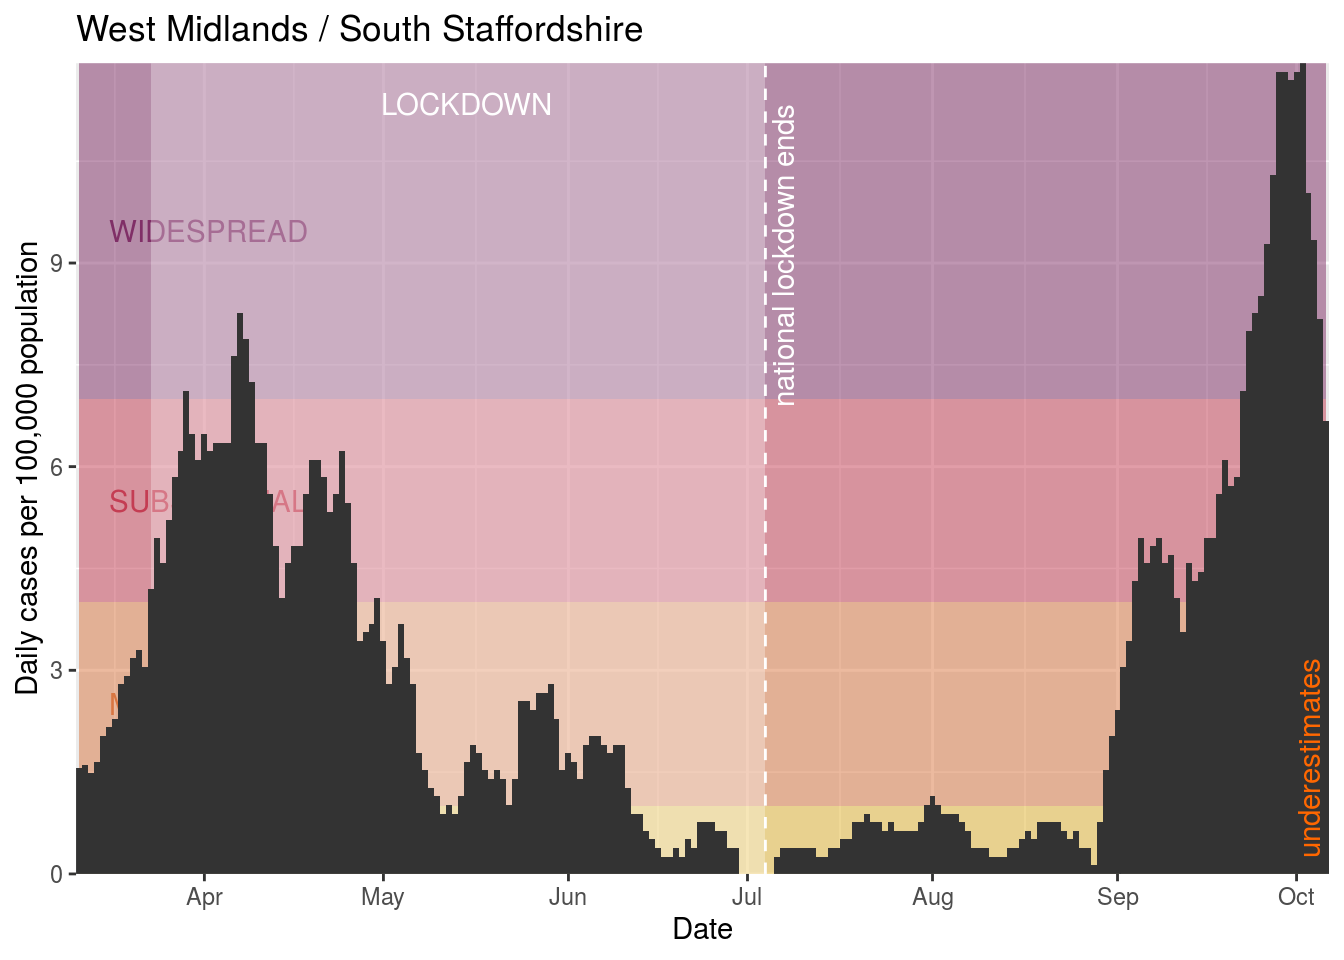 West Midlands / South Staffordshire
LOCKDOWN
national lockdown ends
WIDESPREAD
Daily cases per 100,000 population
9
6
3
0
underestimates
Apr
May
Jun
Jul
Aug
Sep
Oct
Date